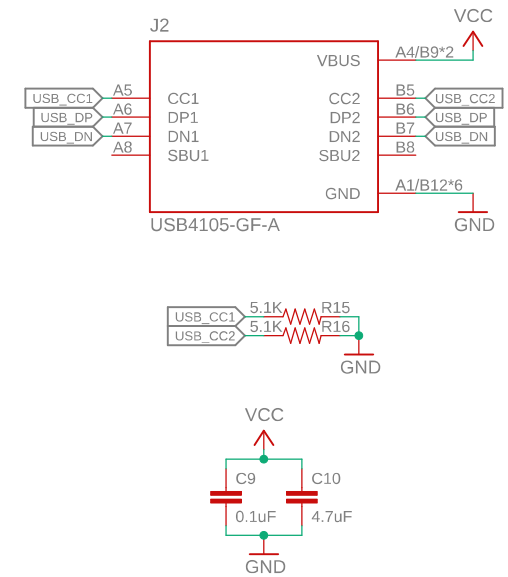 J2
VCC
VBUS A4/B9*2
USB_CC1 A5 CC1 CC2 B5 USB_CC2
USB_DP A6 DP1 DP2 B6 USB_DP
USB_DN A7 DN1 DN2 B7 USB_DN
A8 SBU1 SBU2 B8
GND A1/B12*6
USB4105-GF-A GND
USB_CC1 5.1K R15
USB_CC2 5.1K R16
GND
VCC
C9 C10
0.1uF 4.7uF
GND